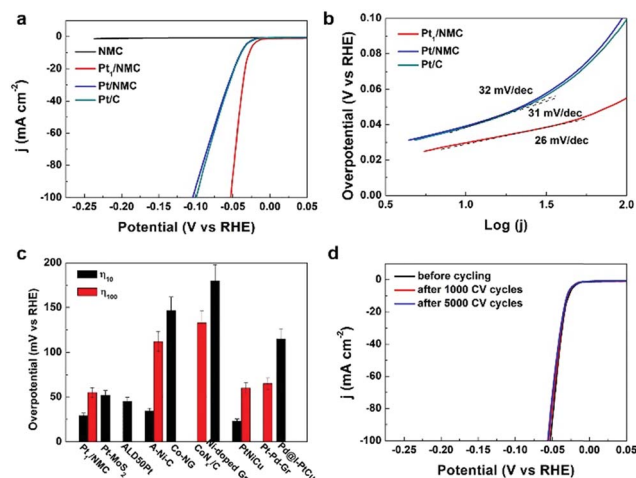 a
NMC
Pt1/NMC
Pt/NMC
Pt/C
j (mA cm-2)
0
-20
-40
-60
-80
-100
-0.25 -0.20 -0.15 -0.10 -0.05 0.00 0.05
Potential (V vs RHE)
b
Pt1/NMC
Pt/NMC
Pt/C
32 mV/dec
31 mV/dec
26 mV/dec
Overpotential (V vs RHE)
0.10
0.08
0.06
0.04
0.02
0.00
0.5 1.0 1.5 2.0
Log (j)
c
η10
η100
Overpotential (mV vs RHE)
200
150
100
50
0
Pt1/NMC
Pt-MoS2
ALD50Pt
A-Ni-C
Co-NG
/C
Ni-doped
PtNiCu
Pt-Pd-Gr
d
before cycling
after 1000 CV cycles
after 5000 CV cycles
j (mA cm-2)
0
-20
-40
-60
-80
-100
-0.15 -0.10 -0.05 0.00 0.05
Potential (V vs RHE)